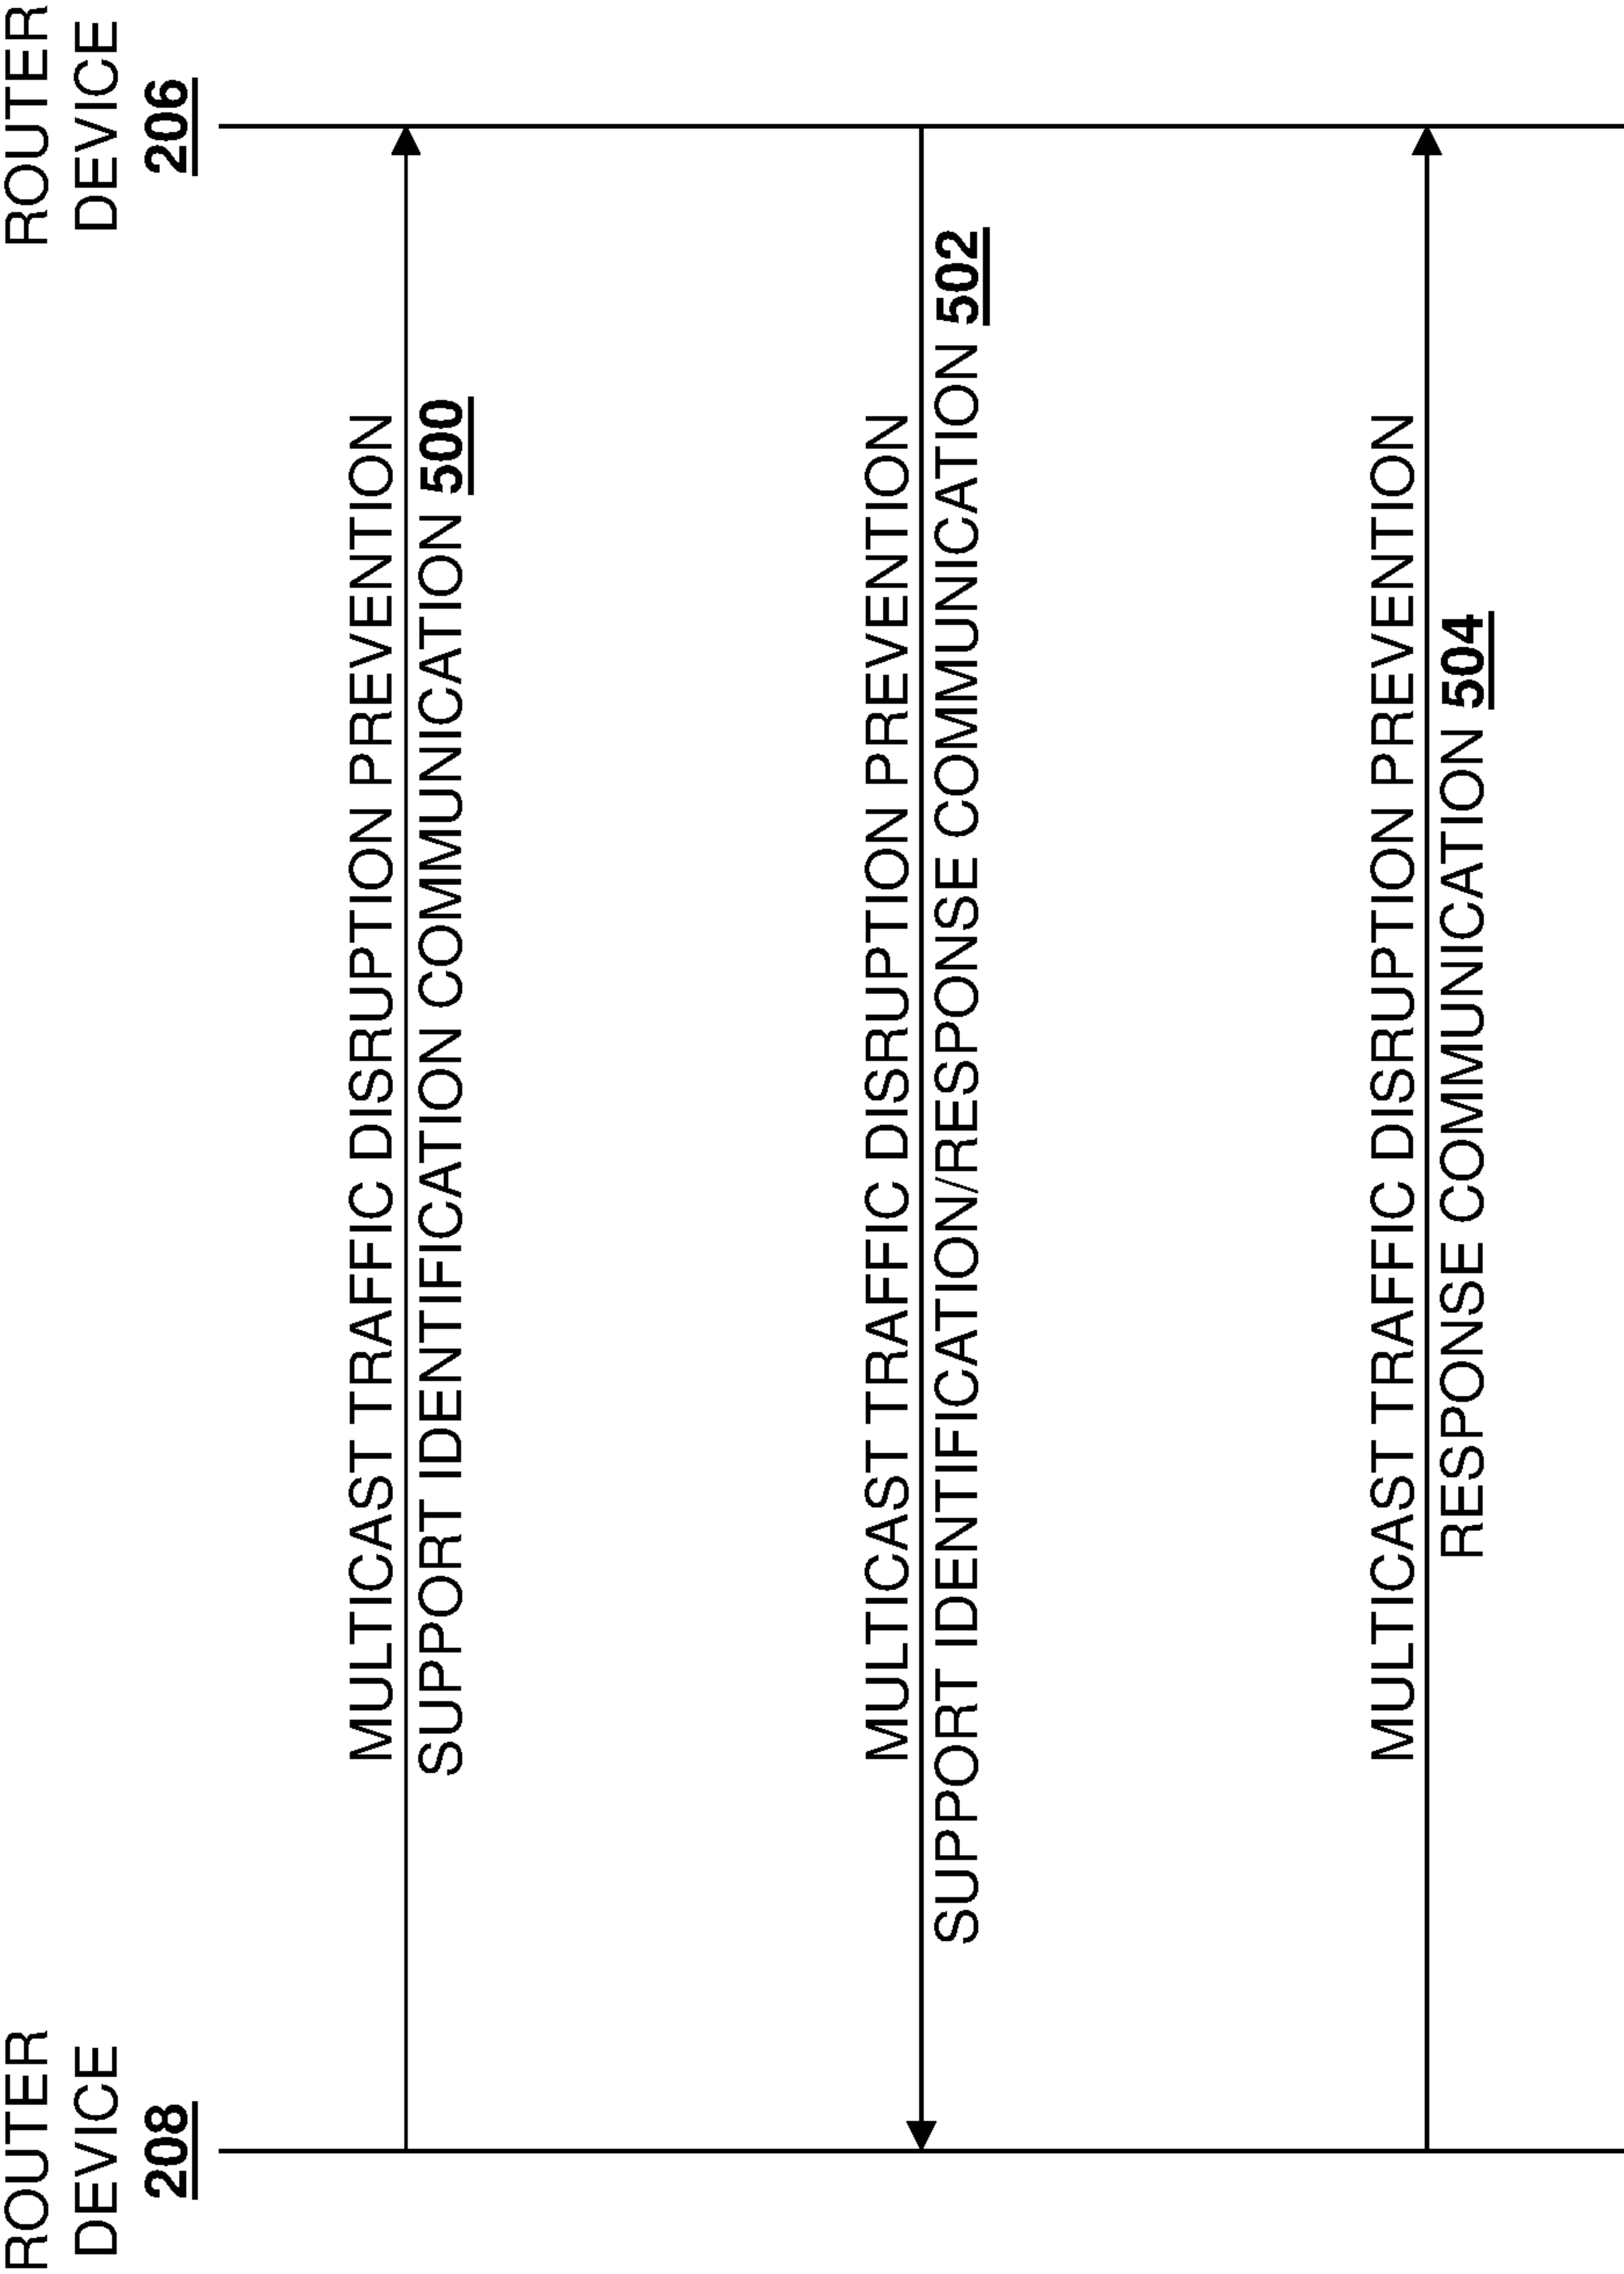 ROUTER
DEVICE
208
ROUTER
DEVICE
206
MULTICAST TRAFFIC DISRUPTION PREVENTION
SUPPORT IDENTIFICATION COMMUNICATION 500
MULTICAST TRAFFIC DISRUPTION PREVENTION
SUPPORT IDENTIFICATION/RESPONSE COMMUNICATION 502
MULTICAST TRAFFIC DISRUPTION PREVENTION
RESPONSE COMMUNICATION 504